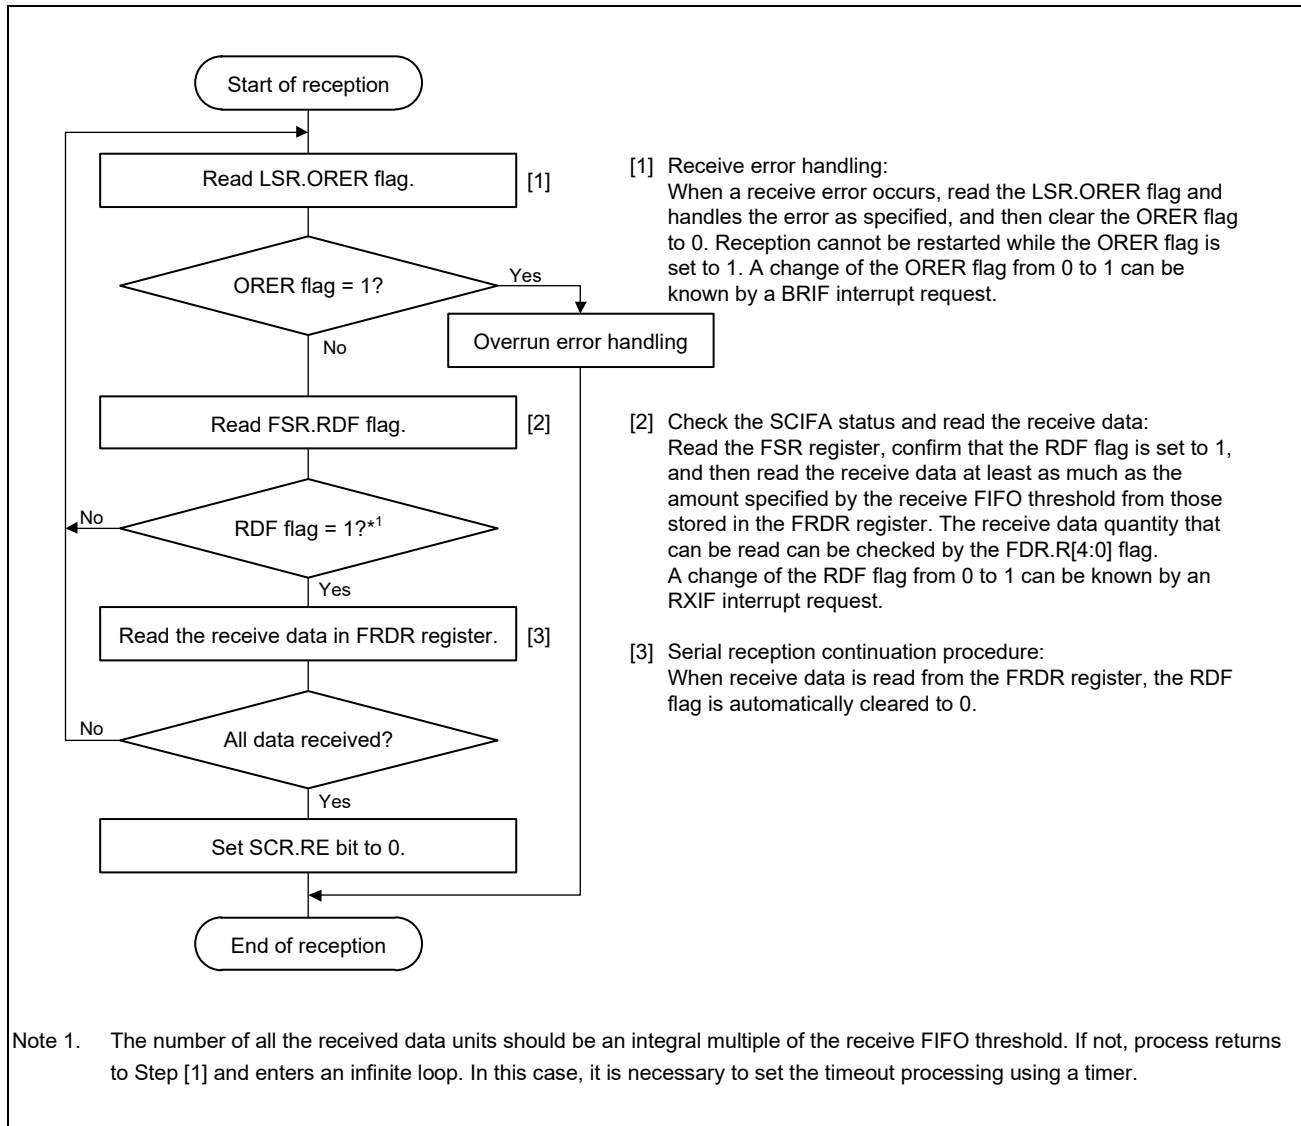 Start of reception
Read LSR.ORER flag.
[1]
ORER flag = 1?
Yes
No
Overrun error handling
Read FSR.RDF flag.
[2]
RDF flag = 1?*1
No
Yes
Read the receive data in FRDR register.
[3]
All data received?
No
Yes
Set SCR.RE bit to 0.
End of reception
[1] Receive error handling:
When a receive error occurs, read the LSR.ORER flag and
handles the error as specified, and then clear the ORER flag
to 0. Reception cannot be restarted while the ORER flag is
set to 1. A change of the ORER flag from 0 to 1 can be
known by a BRIF interrupt request.
[2] Check the SCIFA status and read the receive data:
Read the FSR register, confirm that the RDF flag is set to 1,
and then read the receive data at least as much as the
amount specified by the receive FIFO threshold from those
stored in the FRDR register. The receive data quantity that
can be read can be checked by the FDR.R[4:0] flag.
A change of the RDF flag from 0 to 1 can be known by an
RXIF interrupt request.
[3] Serial reception continuation procedure:
When receive data is read from the FRDR register, the RDF
flag is automatically cleared to 0.
Note 1. The number of all the received data units should be an integral multiple of the receive FIFO threshold. If not, process returns
to Step [1] and enters an infinite loop. In this case, it is necessary to set the timeout processing using a timer.